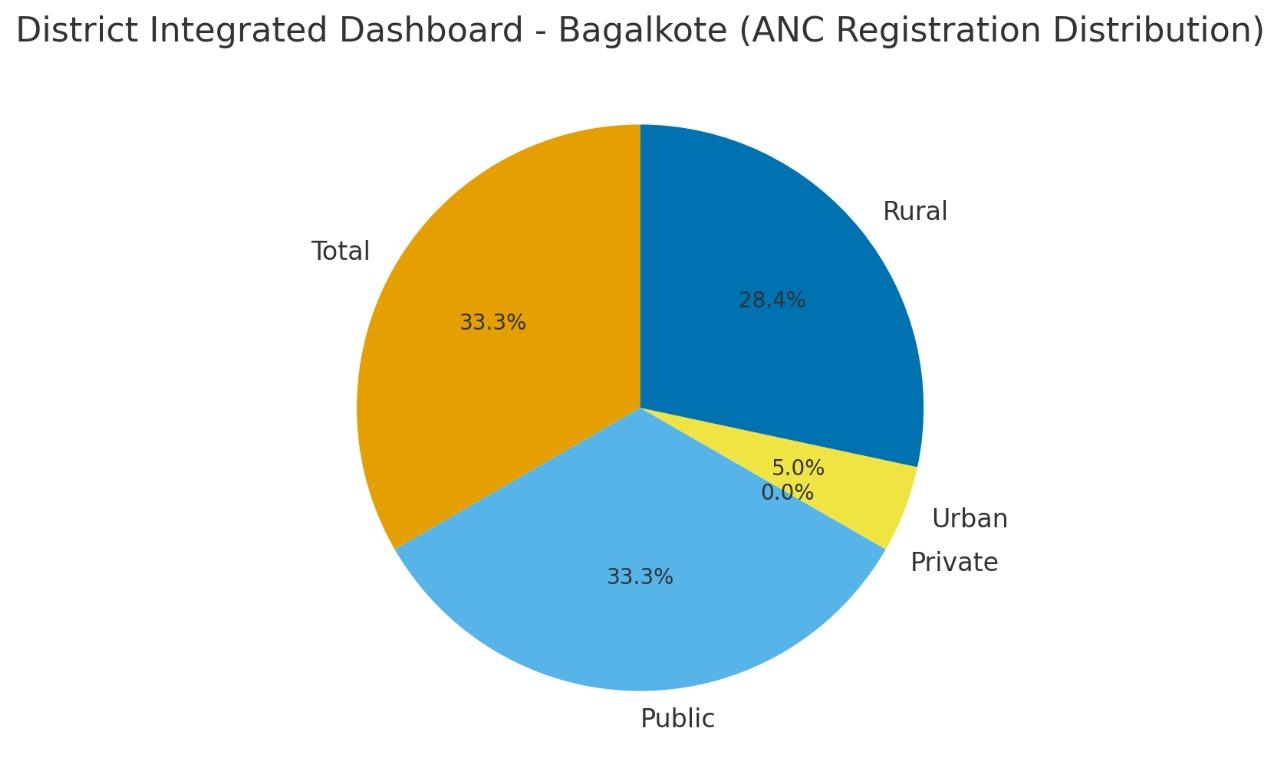 District Integrated Dashboard - Bagalkote (ANC Registration Distribution)
Rural
Total
28.4%
33.3%
5.0%
0.0%
Urban
Private
33.3%
Public